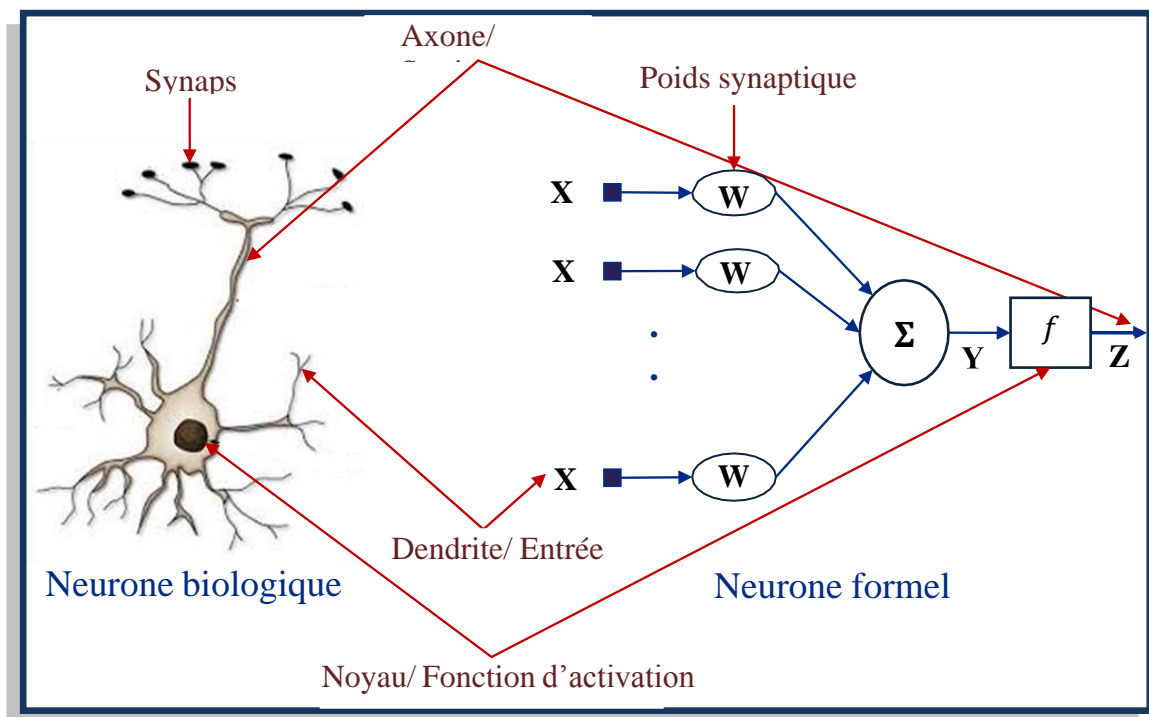 Axone/
Synaps
Poids synaptique
X W
X W
Σ
Y
f
Z
.
.
X W
Dendrite/ Entrée
Neurone biologique
Neurone formel
Noyau/ Fonction d’activation